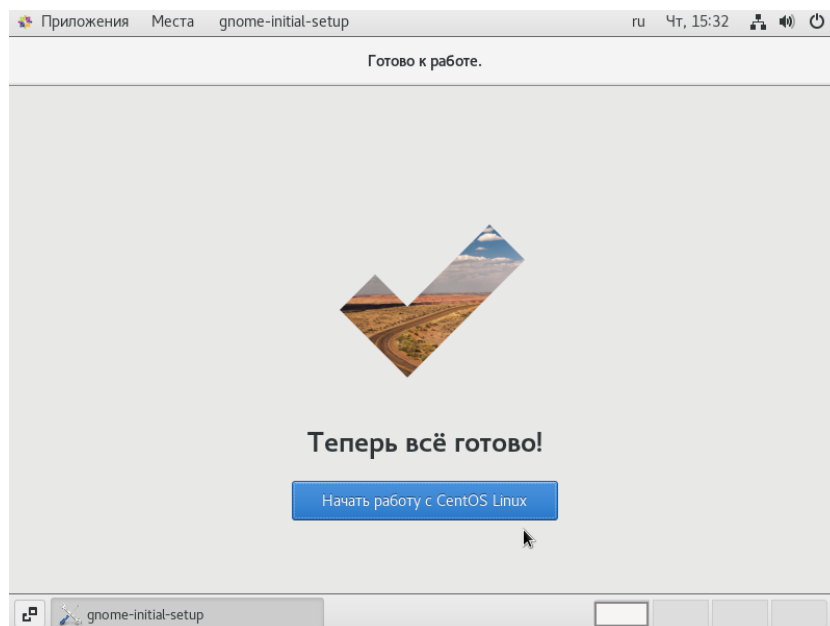 Приложения Места gnome-initial-setup ru Чт, 15:32
Готово к работе.
Теперь всё готово!
Начать работу с CentOS Linux
gnome-initial-setup